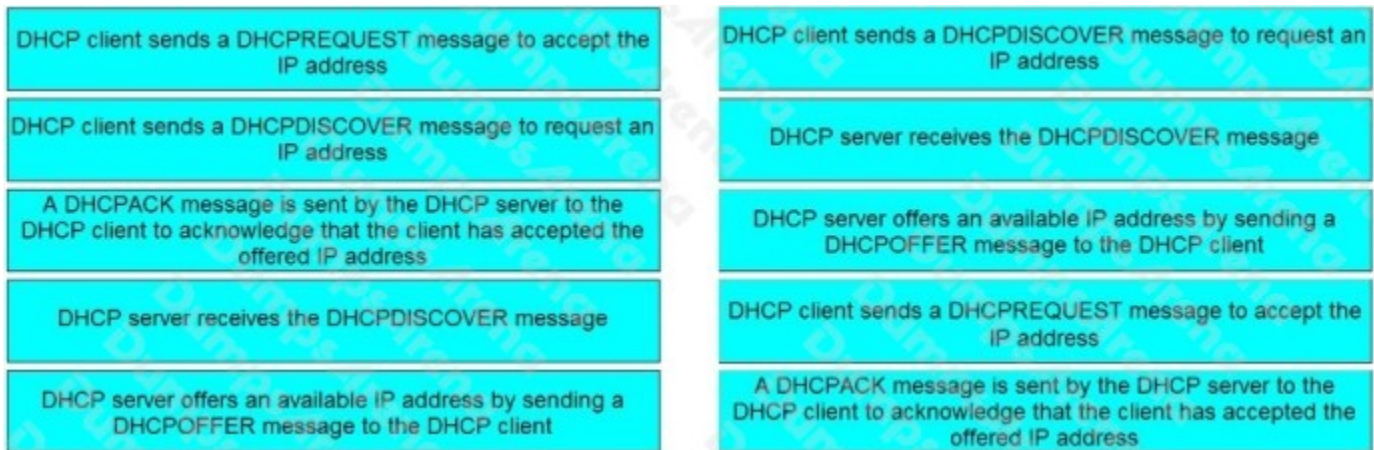 DHCP client sends a DHCPREQUEST message to accept the
IP address
DHCP client sends a DHCPDISCOVER message to request an
IP address
A DHCPACK message is sent by the DHCP server to the
DHCP client to acknowledge that the client has accepted the
offered IP address
DHCP server receives the DHCPDISCOVER message
DHCP server offers an available IP address by sending a
DHCPOFFER message to the DHCP client
DHCP client sends a DHCPDISCOVER message to request an
IP address
DHCP server receives the DHCPDISCOVER message
DHCP server offers an available IP address by sending a
DHCPOFFER message to the DHCP client
DHCP client sends a DHCPREQUEST message to accept the
IP address
A DHCPACK message is sent by the DHCP server to the
DHCP client to acknowledge that the client has accepted the
offered IP address
DumpsArena